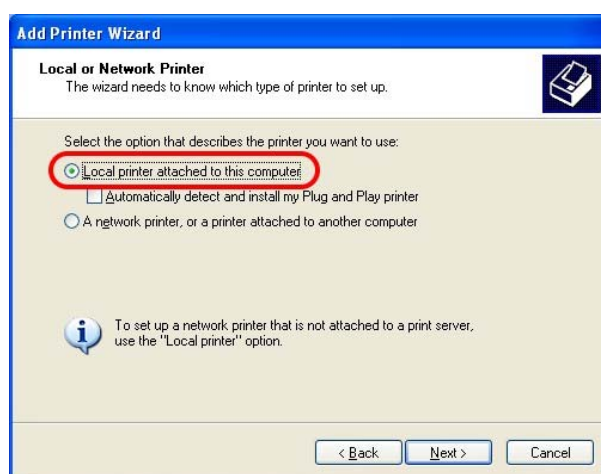 Add Printer Wizard
Local or Network Printer
The wizard needs to know which type of printer to set up.
Select the option that describes the printer you want to use:
Local printer attached to this computer
Automatically detect and install my Plug and Play printer
A network printer, or a printer attached to another computer
To set up a network printer that is not attached to a print server,
use the "Local printer" option.
< Back
Next >
Cancel